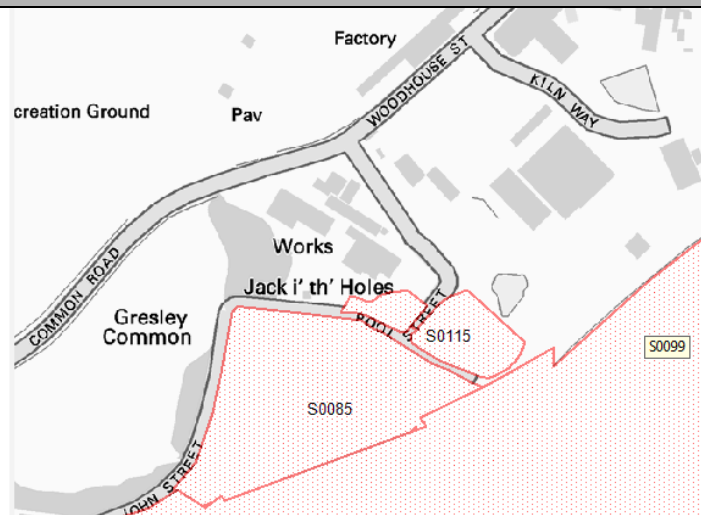 Factory
WOODHOUSE ST
KILN WAY
creation Ground
Pav
COMMON ROAD
Works
Jack i' th' Holes
Gresley
Common
POOL STREET
S0115
S0099
S0085
OHN STREET